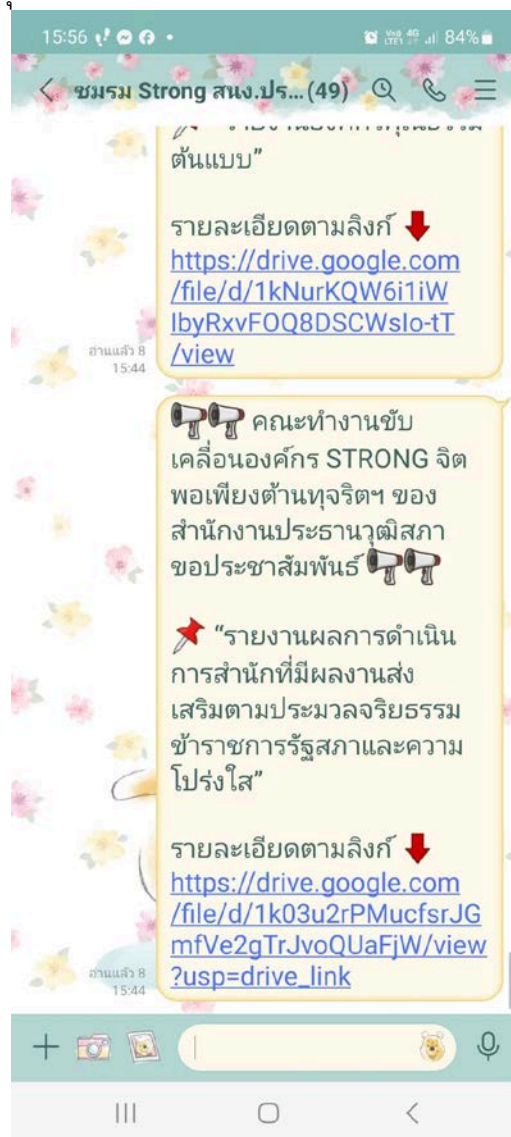 15:56
Vo) 4G LTE1 84%
ชมรม Strong สนง.ปร...(49)
ต้นแบบ”
รายละเอียดตามลิงก์
https://drive.google.com
/file/d/1kNurKQW6i1iW
IbyRxvFOQ8DSCWsIo-tT
/view
อ่านแล้ว 8
15:44
คณะทำงานขับ
เคลื่อนองค์กร STRONG จิต
พอเพียงต้านทุจริตฯ ของ
สำนักงานประธานวุฒิสภา
ขอประชาสัมพันธ์
“รายงานผลการดำเนิน
การสำนักที่มีผลงานส่ง
เสริมตามประมวลจริยธรรม
ข้าราชการรัฐสภาและความ
โปร่งใส”
รายละเอียดตามลิงก์
https://drive.google.com
/file/d/1k03u2rPMucfsrJG
mfVe2gTrJvoQUaFjW/view
?usp=drive_link
อ่านแล้ว 8
15:44